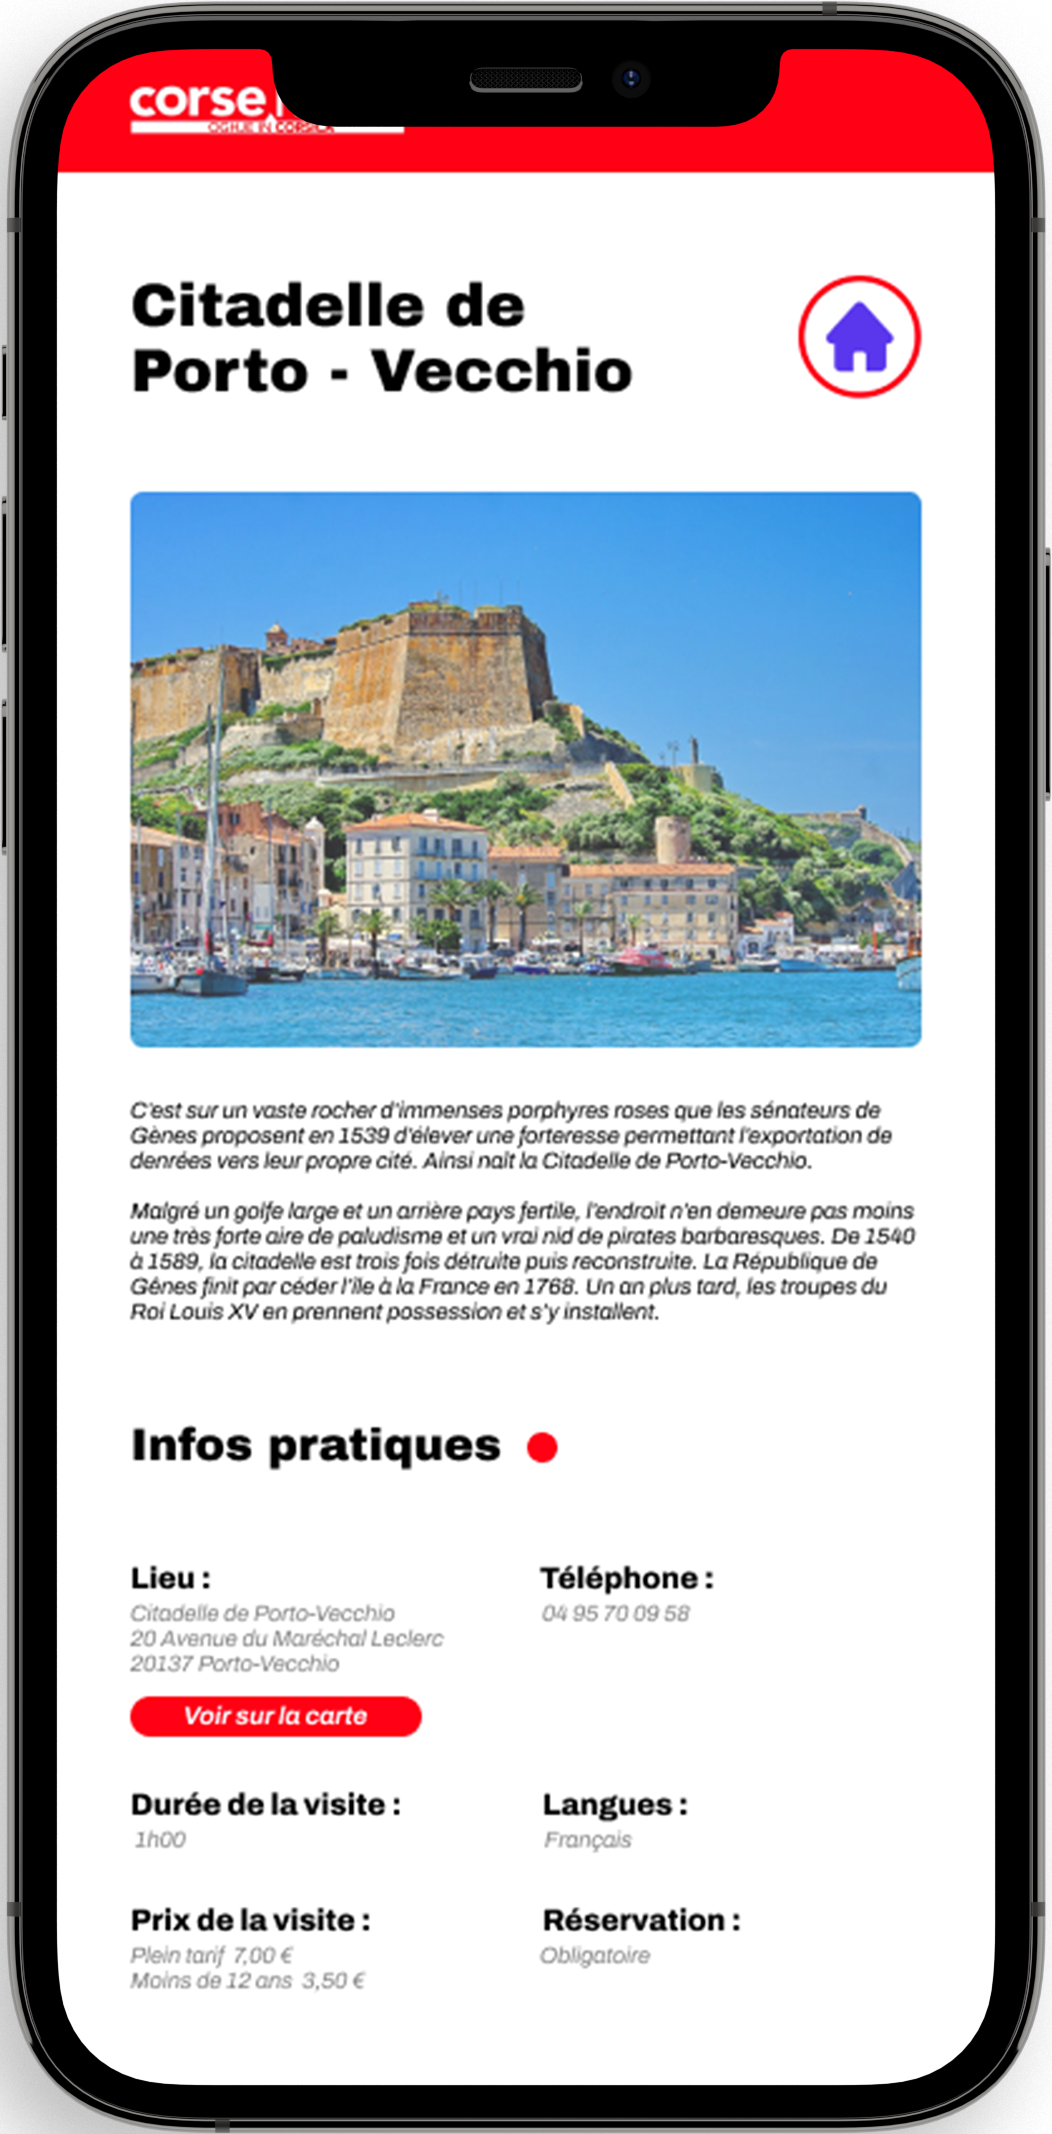 corse
OGHJE IN CORSICA
Citadelle de
Porto - Vecchio
C'est sur un vaste rocher d'immenses porphyres roses que les sénateurs de
Gènes proposent en 1539 d'élever une forteresse permettant l'exportation de
denrées vers leur propre cité. Ainsi naît la Citadelle de Porto-Vecchio.
Malgré un golfe large et un arrière pays fertile, l'endroit n'en demeure pas moins
une très forte aire de paludisme et un vrai nid de pirates barbaresques. De 1540
à 1589, la citadelle est trois fois détruite puis reconstruite. La République de
Gênes finit par céder l'île à la France en 1768. Un an plus tard, les troupes du
Roi Louis XV en prennent possession et s'y installent.
Infos pratiques
Lieu :
Citadelle de Porto-Vecchio
20 Avenue du Maréchal Leclerc
20137 Porto-Vecchio
Voir sur la carte
Téléphone :
04 95 70 09 58
Durée de la visite :
1h00
Langues :
Français
Prix de la visite :
Plein tarif 7,00 €
Moins de 12 ans 3,50 €
Réservation :
Obligatoire